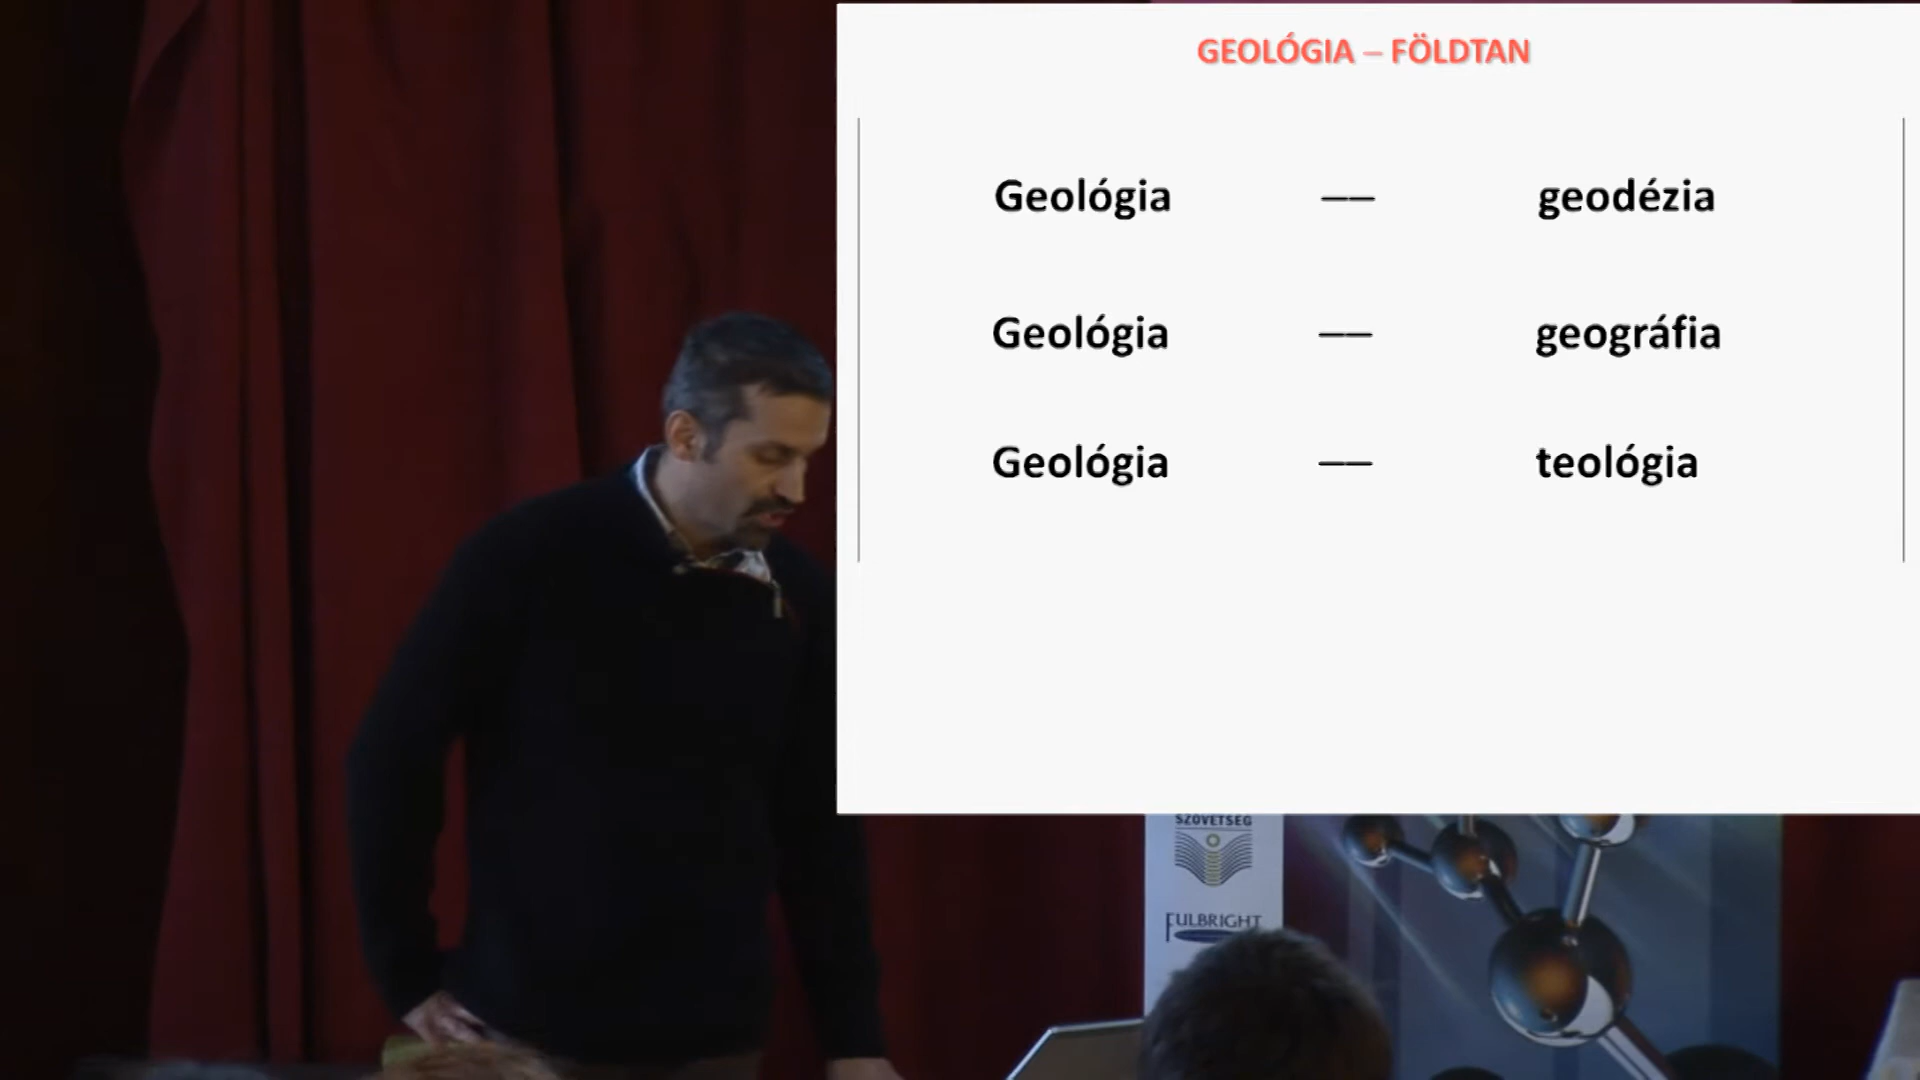 GEOLÓGIA – FÖLDTAN
Geológia –– geodézia
Geológia –– geográfia
Geológia –– teológia
SZÖVETSÉG
FULBRIGHT